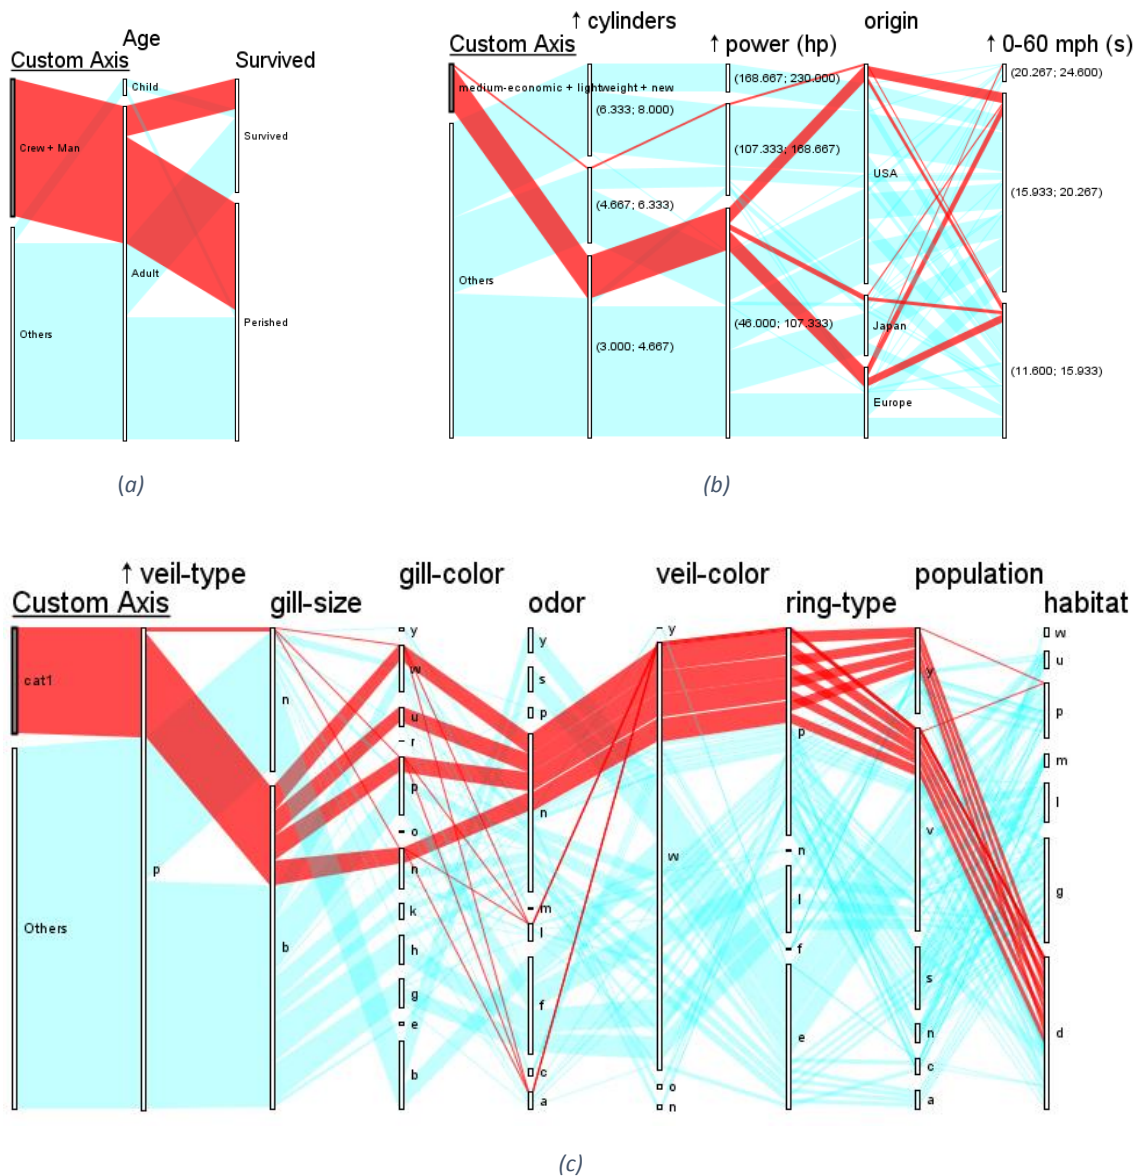 Age
Custom Axis
Survived
Child
Crew + Man
Survived
Adult
Others
Perished
(a)
↑ cylinders
origin
Custom Axis
↑ power (hp)
↑ 0-60 mph (s)
medium-economic + lightweight + new
(168.667; 230.000)
(20.267; 24.600)
(6.333; 8.000)
(107.333; 168.667)
USA
(15.933; 20.267)
(4.667; 6.333)
Others
Japan
(46.000; 107.333)
(3.000; 4.667)
(11.600; 15.933)
Europe
(b)
↑ veil-type
gill-color
veil-color
population
Custom Axis
gill-size
odor
ring-type
habitat
cat1
Others
p
n
b
y
w
u
r
p
o
n
k
h
g
e
b
y
s
p
n
m
l
f
c
a
y
w
o
n
p
n
l
f
e
y
v
s
n
c
a
w
u
p
m
l
g
d
(c)